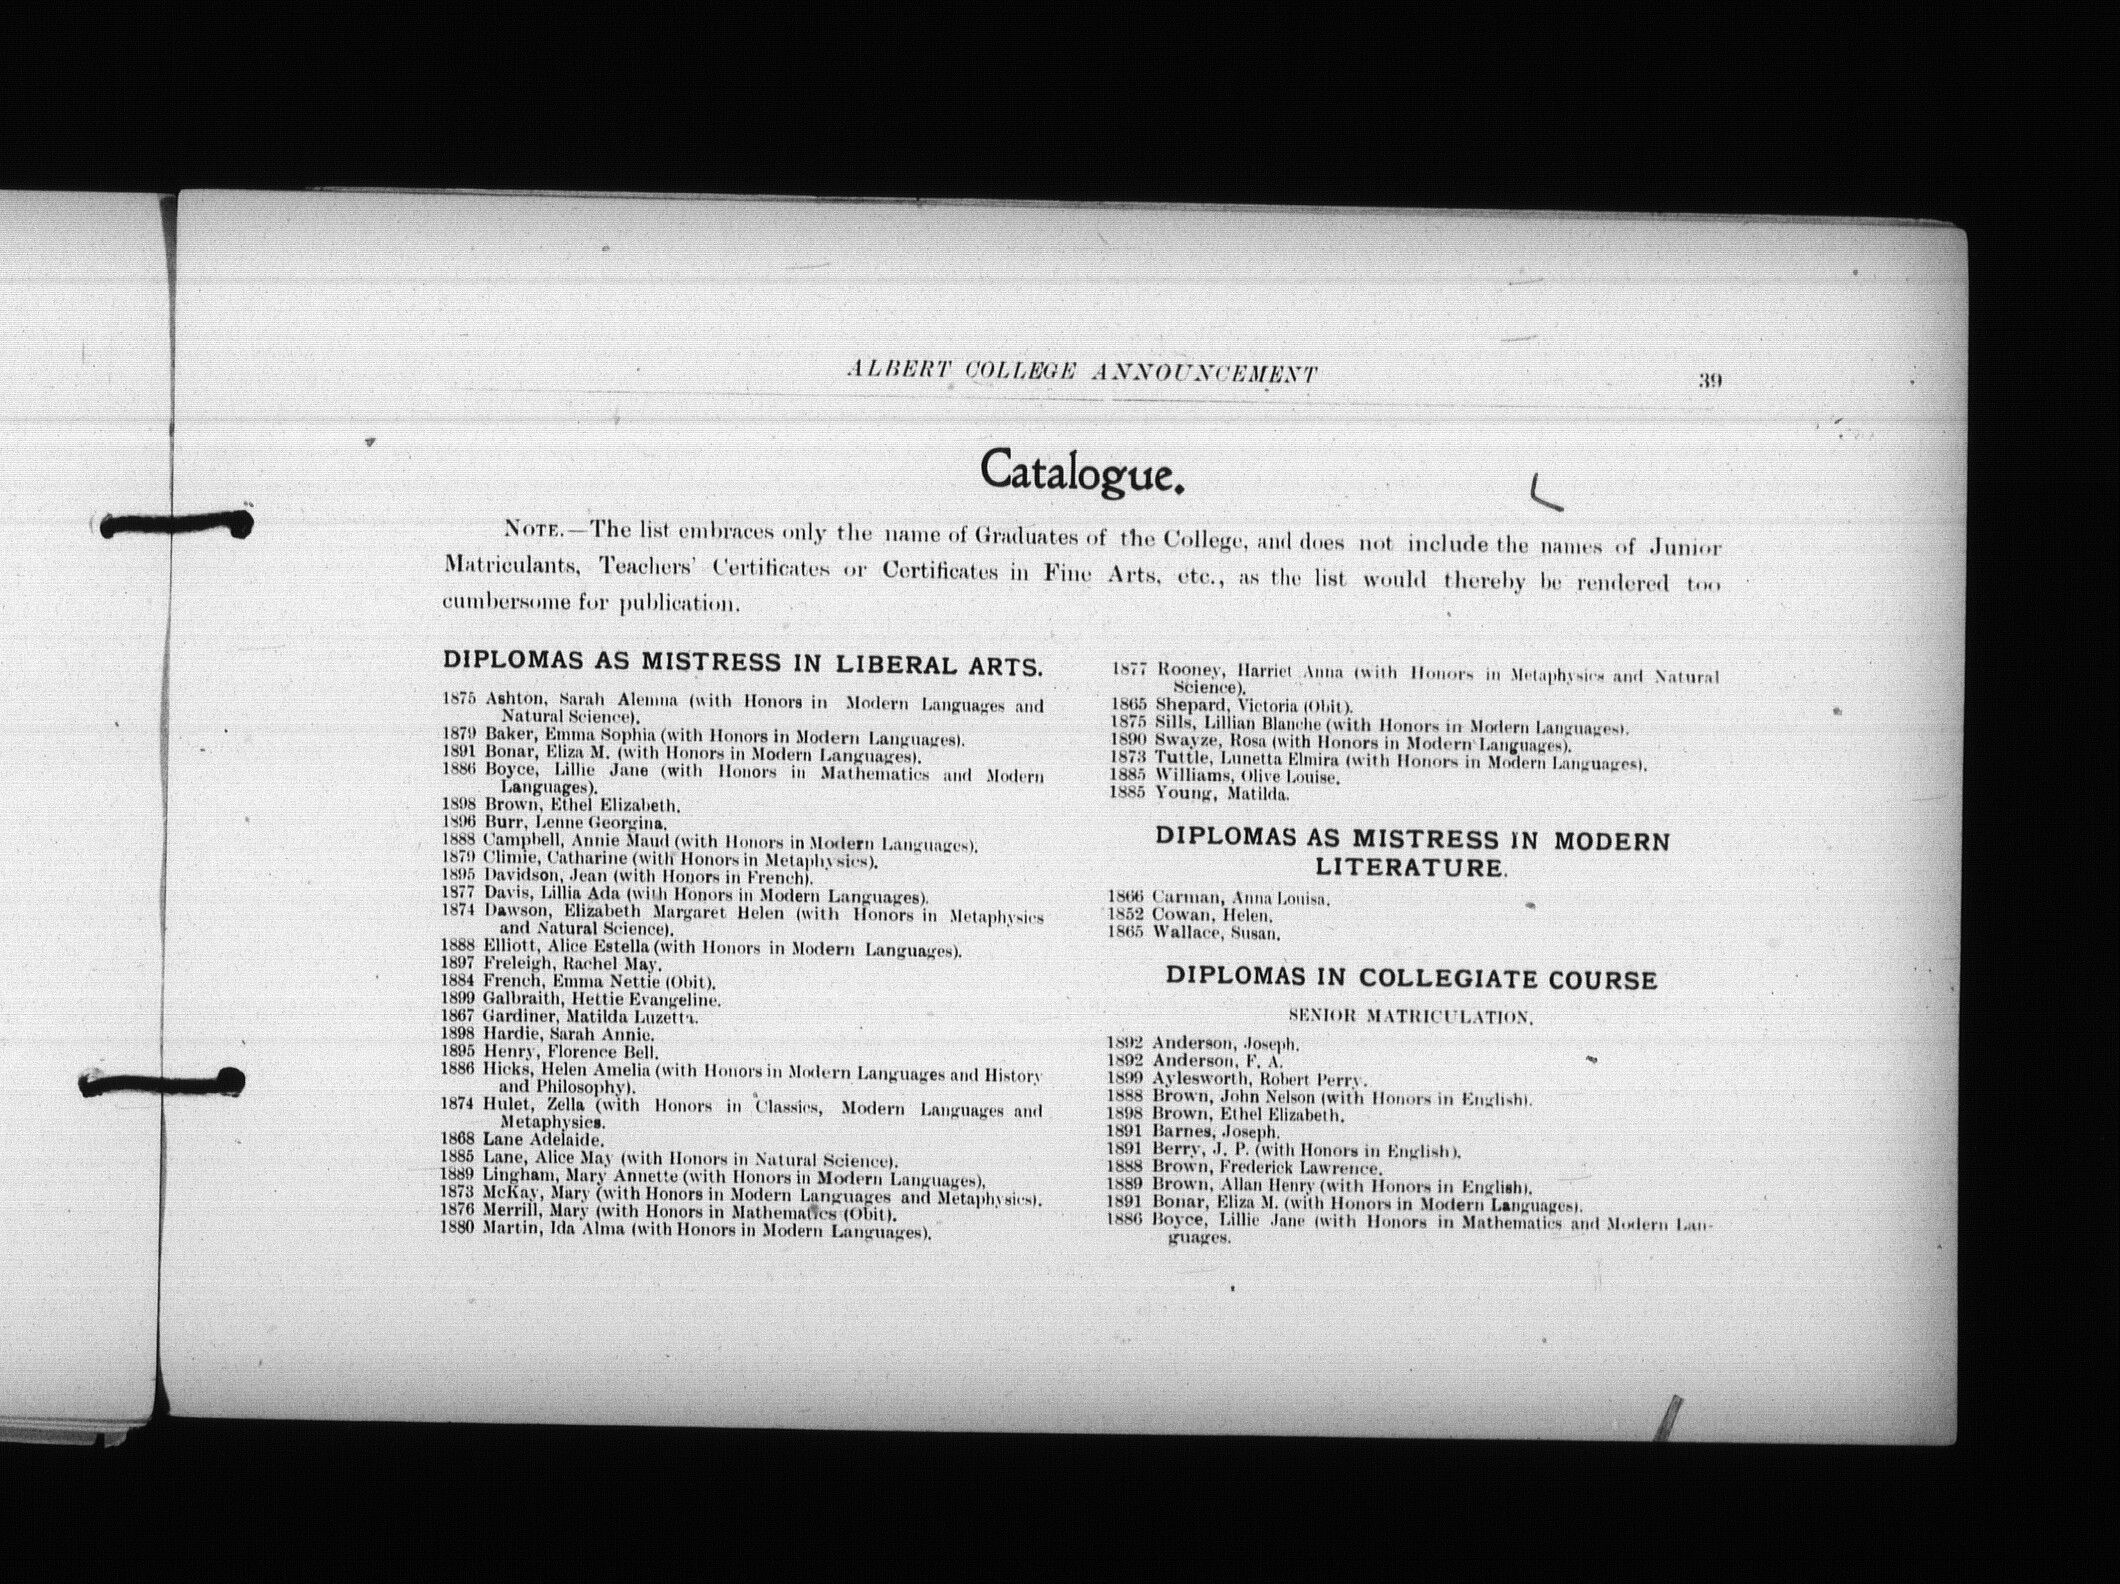 ALBERT COLLEGE ANNOUNCEMENT
39
Catalogue.
NOTE.—The list embraces only the name of Graduates of the College, and does not include the names of Junior
Matriculants, Teachers' Certificates or Certificates in Fine Arts, etc., as the list would thereby be rendered too
cumbersome for publication.
DIPLOMAS AS MISTRESS IN LIBERAL ARTS.
1875 Ashton, Sarah Alemna (with Honors in Modern Languages and
Natural Science).
1879 Baker, Emma Sophia (with Honors in Modern Languages).
1891 Bonar, Eliza M. (with Honors in Modern Languages).
1886 Boyce, Lillie Jane (with Honors in Mathematics and Modern
Languages).
1898 Brown, Ethel Elizabeth.
1896 Burr, Lenne Georgina.
1888 Campbell, Annie Maud (with Honors in Modern Languages).
1879 Climie, Catharine (with Honors in Metaphysics).
1895 Davidson, Jean (with Honors in French).
1877 Davis, Lillia Ada (with Honors in Modern Languages).
1874 Dawson, Elizabeth Margaret Helen (with Honors in Metaphysics
and Natural Science).
1888 Elliott, Alice Estella (with Honors in Modern Languages).
1897 Freleigh, Rachel May.
1884 French, Emma Nettie (Obit).
1899 Galbraith, Hettie Evangeline.
1867 Gardiner, Matilda Luzetta.
1898 Hardie, Sarah Annie.
1895 Henry, Florence Bell.
1886 Hicks, Helen Amelia (with Honors in Modern Languages and History
and Philosophy).
1874 Hulet, Zella (with Honors in Classics, Modern Languages and
Metaphysics.
1868 Lane Adelaide.
1885 Lane, Alice May (with Honors in Natural Science).
1889 Lingham, Mary Annette (with Honors in Modern Languages),
1873 McKay, Mary (with Honors in Modern Languages and Metaphysics).
1876 Merrill, Mary (with Honors in Mathematics (Obit).
1880 Martin, Ida Alma (with Honors in Modern Languages).
1877 Rooney, Harriet Anna (with Honors in Metaphysics and Natural
Science).
1865 Shepard, Victoria (Obit).
1875 Sills, Lillian Blanche (with Honors in Modern Languages).
1890 Swayze, Rosa (with Honors in Modern Languages).
1873 Tuttle, Lunetta Elmira (with Honors in Modern Languages).
1885 Williams, Olive Louise.
1885 Young, Matilda.
DIPLOMAS AS MISTRESS IN MODERN
LITERATURE.
1866 Carman, Anna Louisa.
1852 Cowan, Helen.
1865 Wallace, Susan.
DIPLOMAS IN COLLEGIATE COURSE
SENIOR MATRICULATION.
1892 Anderson, Joseph.
1892 Anderson, F. A.
1899 Aylesworth, Robert Perry.
1888 Brown, John Nelson (with Honors in English).
1898 Brown, Ethel Elizabeth.
1891 Barnes, Joseph.
1891 Berry, J. P. (with Honors in English).
1888 Brown, Frederick Lawrence.
1889 Brown, Allan Henry (with Honors in English).
1891 Bonar, Eliza M. (with Honors in Modern Languages).
1886 Boyce, Lillie Jane (with Honors in Mathematics and Modern Lan-
guages.